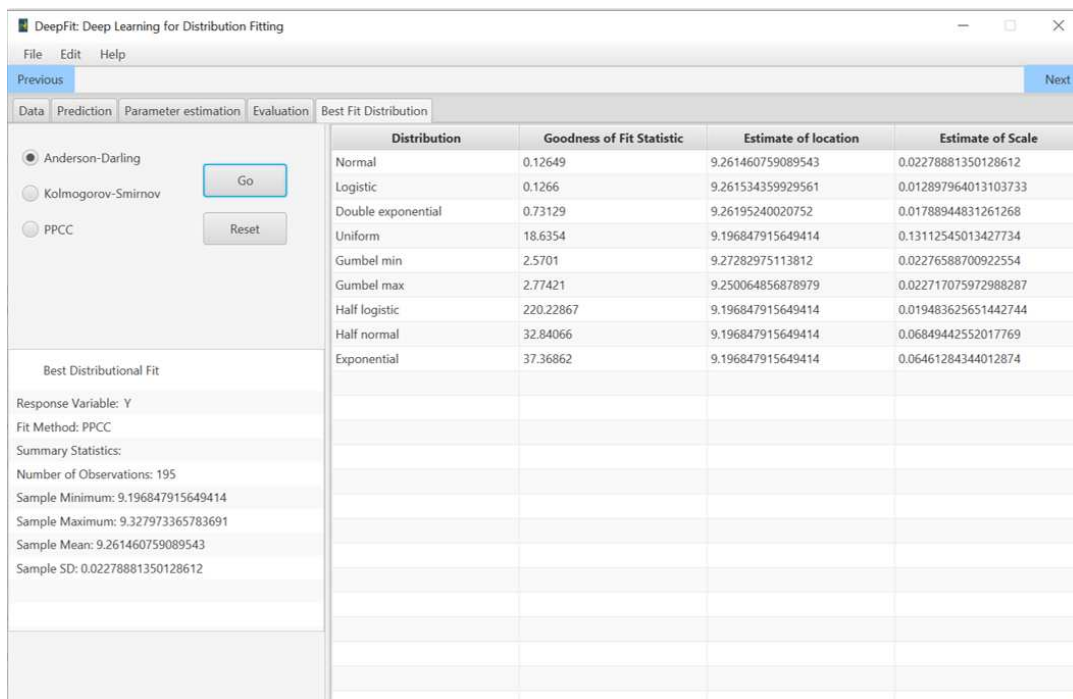 DeepFit: Deep Learning for Distribution Fitting
File Edit Help
Previous Next
Data Prediction Parameter estimation Evaluation Best Fit Distribution
Anderson-Darling
Kolmogorov-Smirnov
PPCC
Go
Reset
Distribution Goodness of Fit Statistic Estimate of location Estimate of Scale
Normal 0.12649 9.261460759089543 0.02278881350128612
Logistic 0.1266 9.261534359929561 0.012897964013103733
Double exponential 0.73129 9.26195240020752 0.01788944831261268
Uniform 18.6354 9.196847915649414 0.13112545013427734
Gumbel min 2.5701 9.27282975113812 0.02276588700922554
Gumbel max 2.77421 9.250064856878979 0.022717075972988287
Half logistic 220.22867 9.196847915649414 0.019483625651442744
Half normal 32.84066 9.196847915649414 0.06849442552017769
Exponential 37.36862 9.196847915649414 0.06461284344012874
Best Distributional Fit
Response Variable: Y
Fit Method: PPCC
Summary Statistics:
Number of Observations: 195
Sample Minimum: 9.196847915649414
Sample Maximum: 9.327973365783691
Sample Mean: 9.261460759089543
Sample SD: 0.02278881350128612